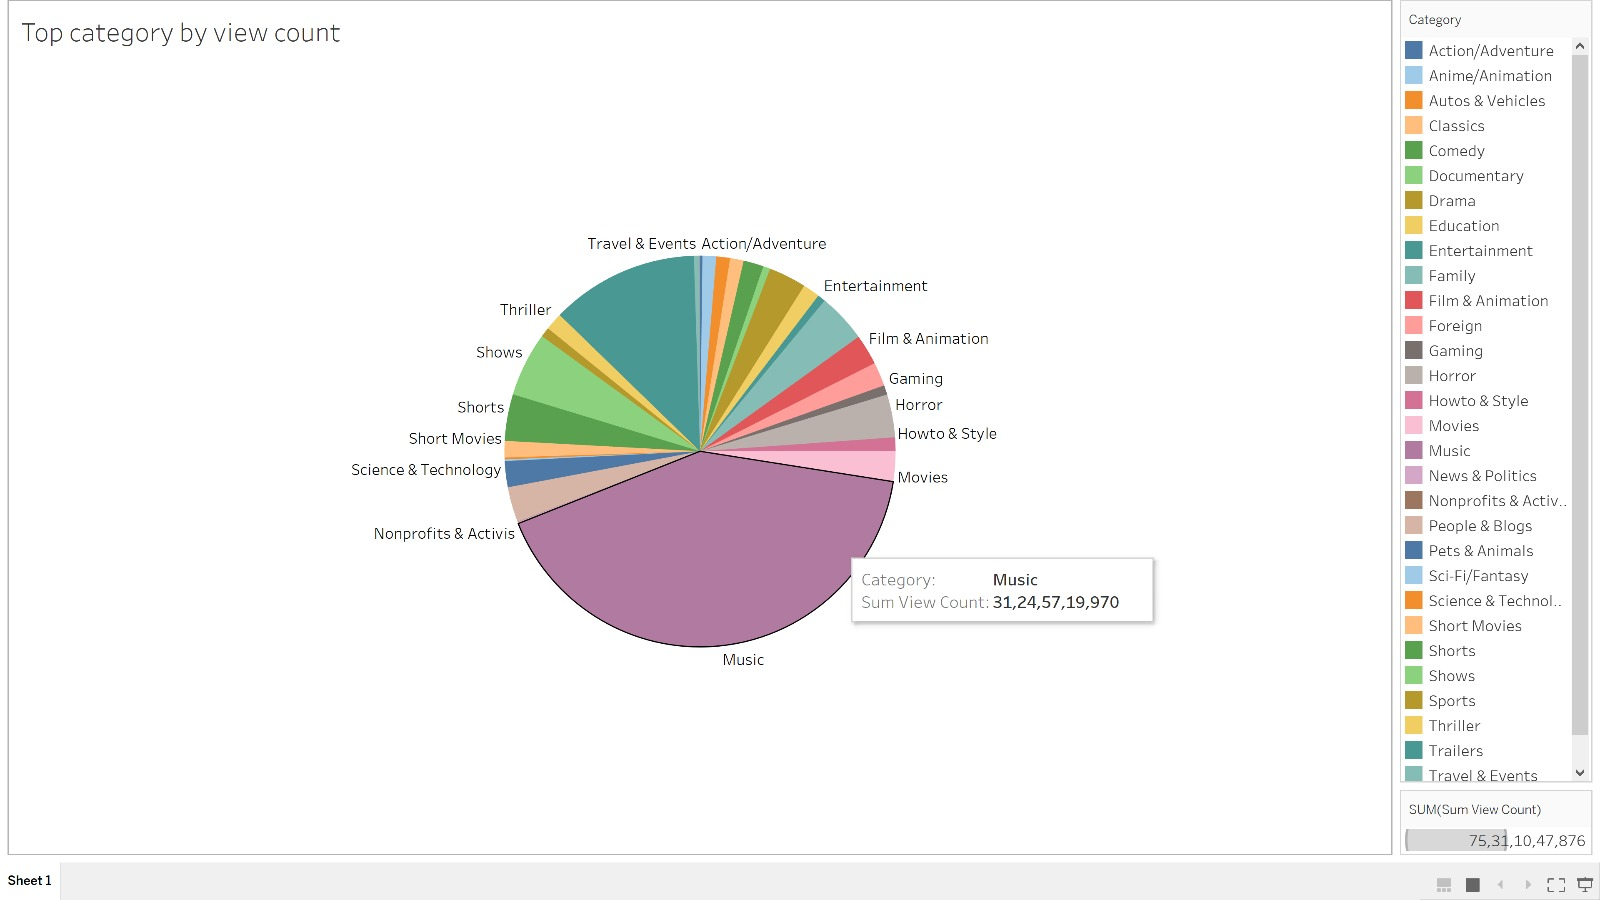 Top category by view count
Travel & Events Action/Adventure
Entertainment
Thriller
Film & Animation
Shows
Gaming
Horror
Shorts
Howto & Style
Short Movies
Science & Technology
Movies
Nonprofits & Activis
Category: Music
Sum View Count: 31,24,57,19,970
Music
Category
Action/Adventure
Anime/Animation
Autos & Vehicles
Classics
Comedy
Documentary
Drama
Education
Entertainment
Family
Film & Animation
Foreign
Gaming
Horror
Howto & Style
Movies
Music
News & Politics
Nonprofits & Activ..
People & Blogs
Pets & Animals
Sci-Fi/Fantasy
Science & Technol..
Short Movies
Shorts
Shows
Sports
Thriller
Trailers
Travel & Events
SUM(Sum View Count)
75,31,10,47,876
Sheet 1